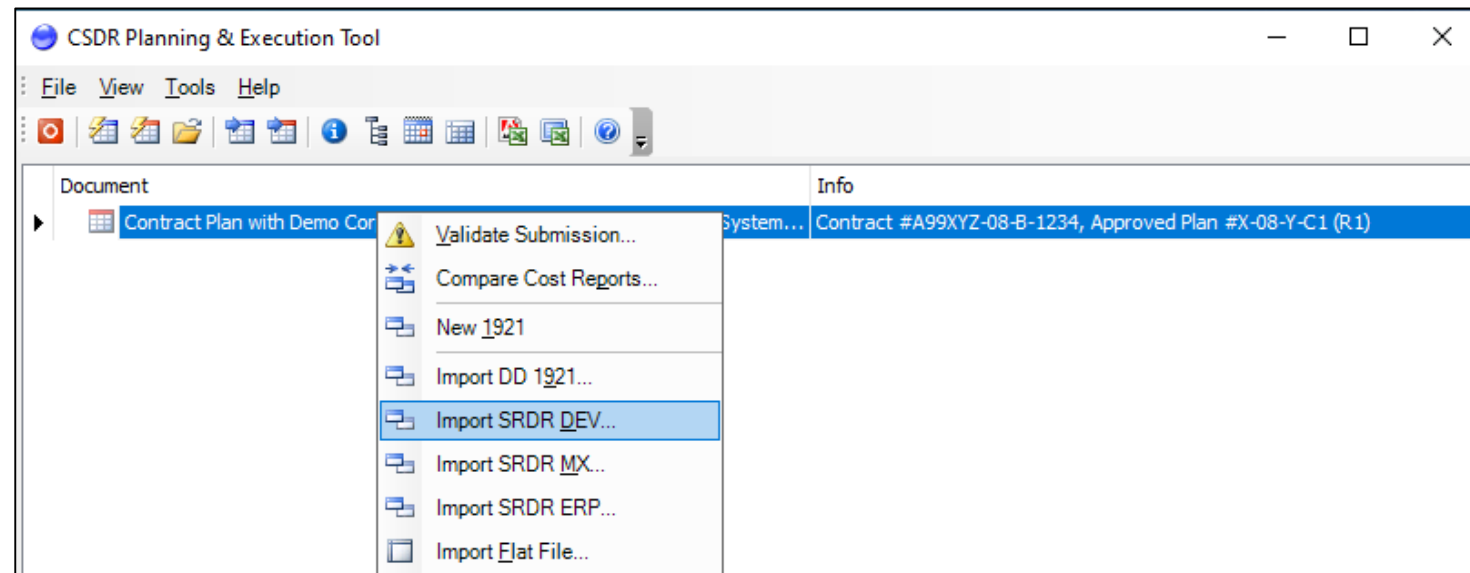 CSDR Planning & Execution Tool
File View Tools Help
Document Info
Contract Plan with Demo Cor System... Contract #A99XYZ-08-B-1234, Approved Plan #X-08-Y-C1 (R1)
Validate Submission...
Compare Cost Reports...
New 1921
Import DD 1921...
Import SRDR DEV...
Import SRDR MX...
Import SRDR ERP...
Import Flat File...